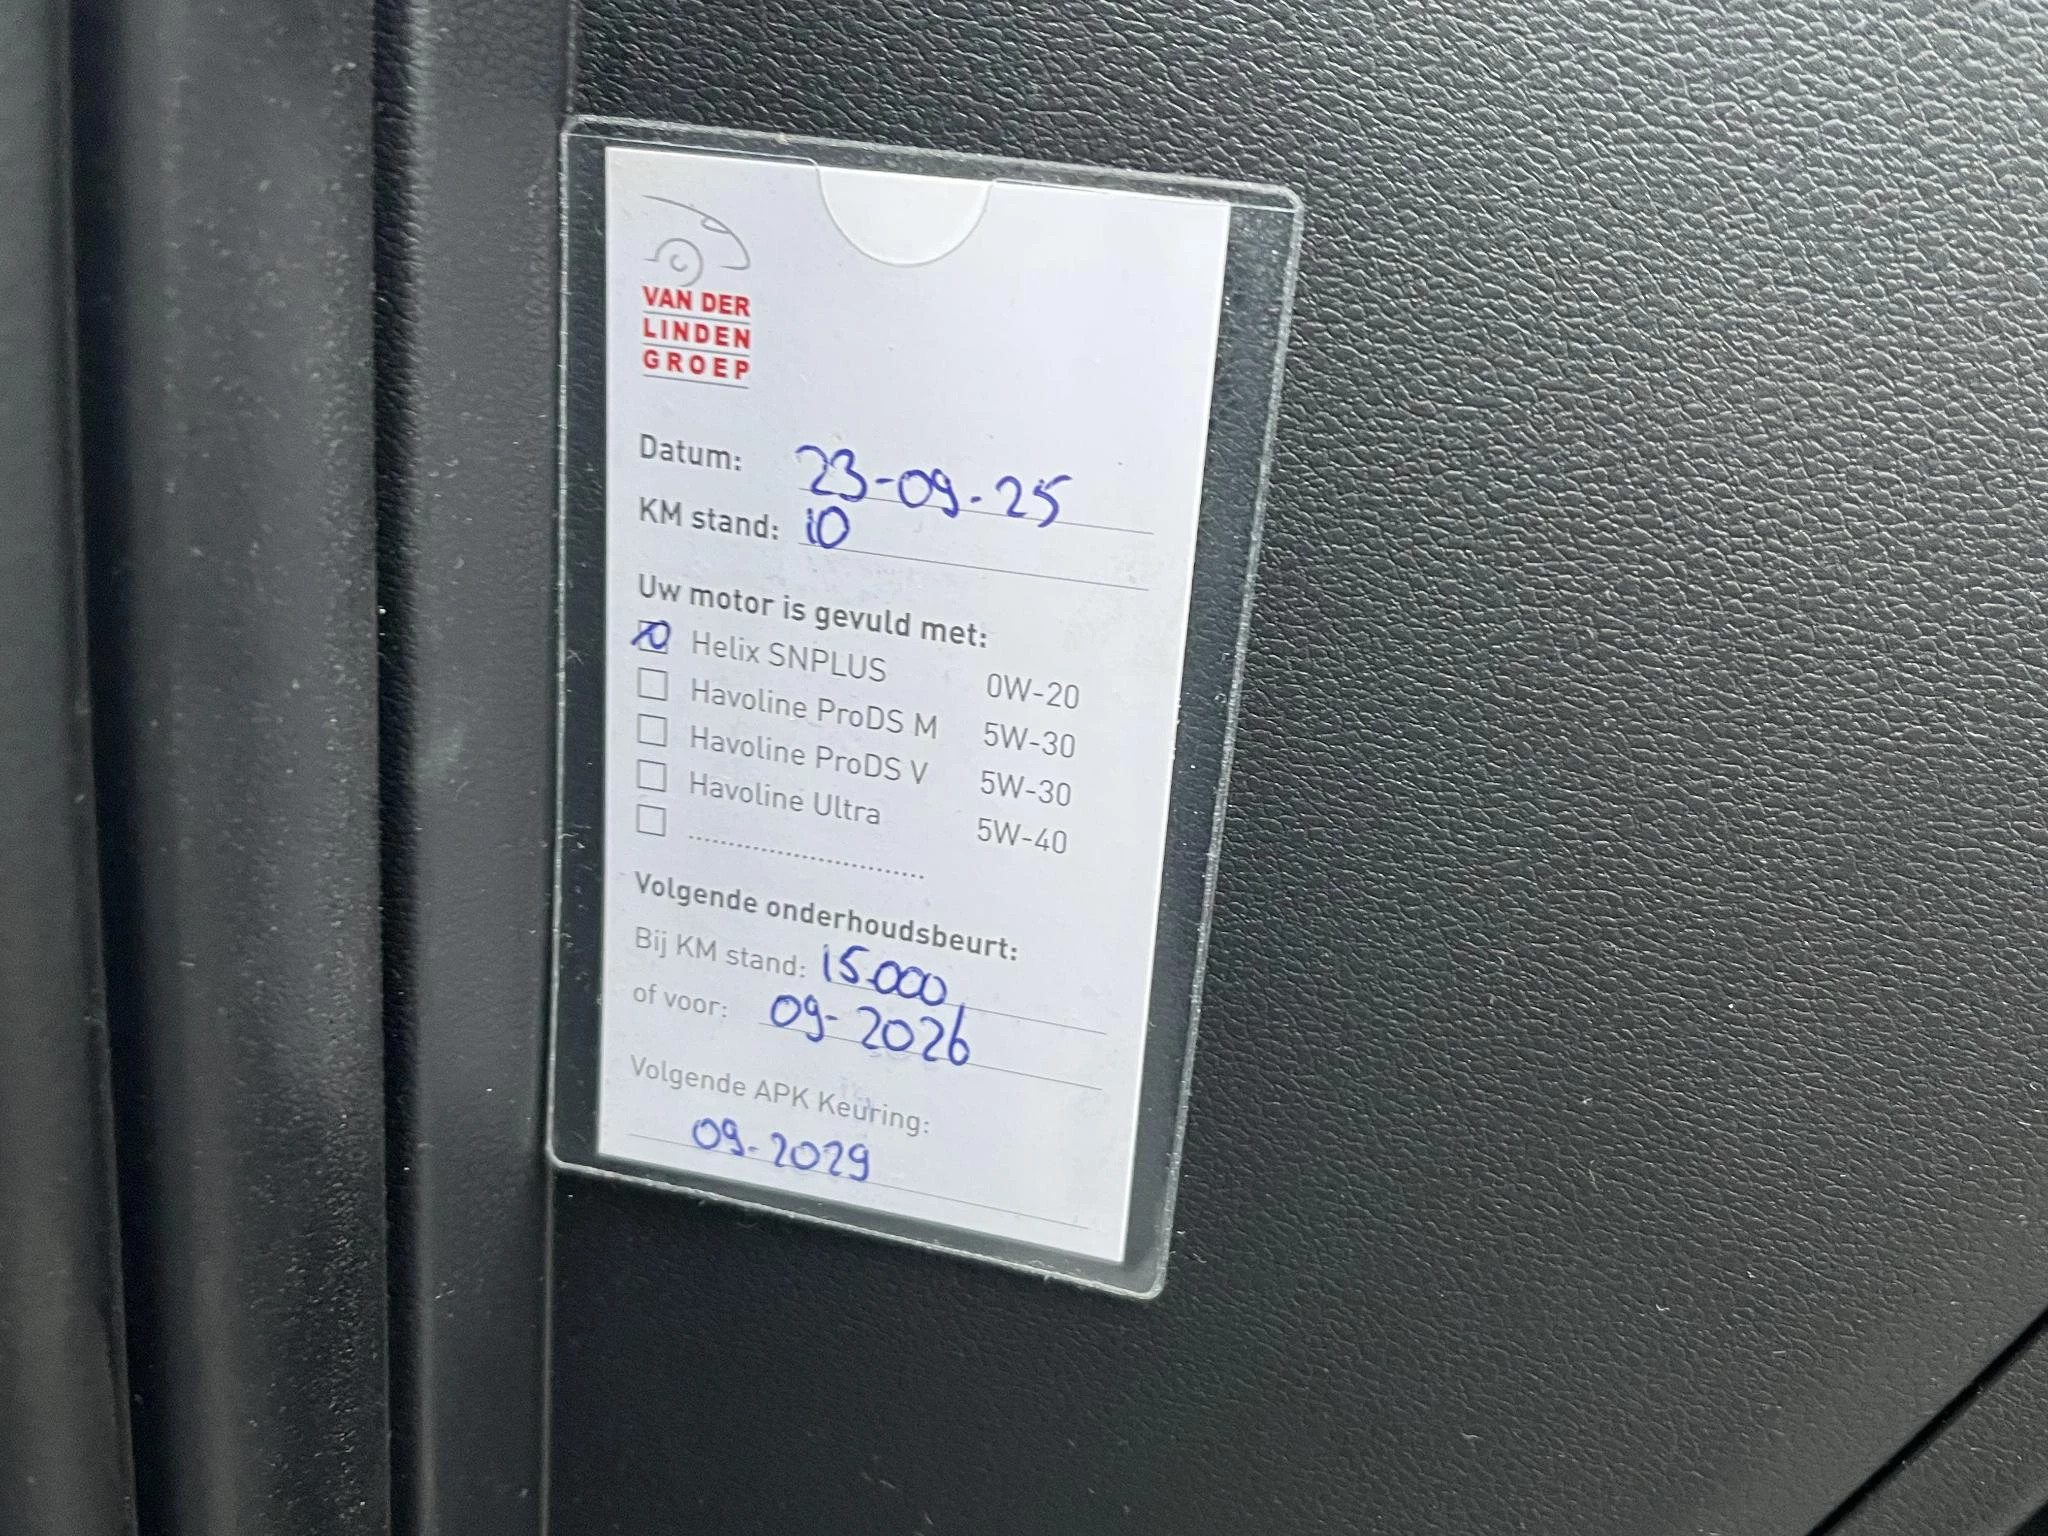 VAN DER
LINDEN
GROEP
Datum: 23-09-25
KM stand: 10
Uw motor is gevuld met:
Helix SNPLUS 0W-20
Havoline ProDS M 5W-30
Havoline ProDS V 5W-30
Havoline Ultra 5W-40
..............................
Volgende onderhoudsbeurt:
Bij KM stand: 15.000
of voor: 09-2026
Volgende APK Keuring:
09-2029